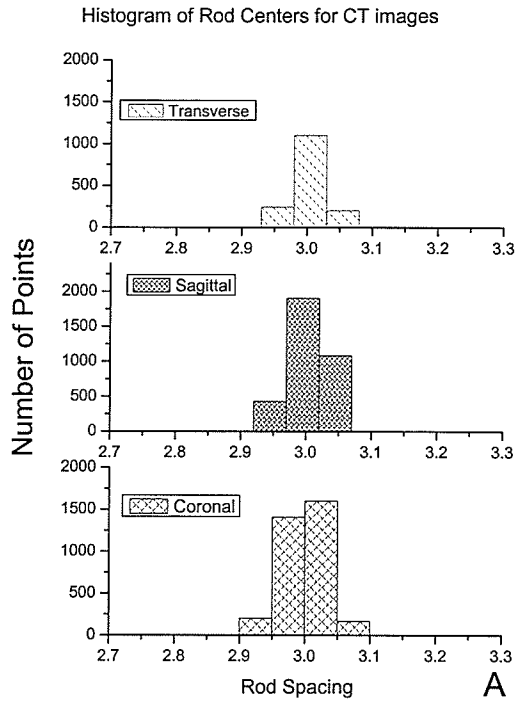 Histogram of Rod Centers for CT images
2000
1500
1000
500
0
Transverse
2.7 2.8 2.9 3.0 3.1 3.2 3.3
Number of Points
2000
1500
1000
500
0
Sagittal
2.7 2.8 2.9 3.0 3.1 3.2 3.3
2000
1500
1000
500
0
Coronal
2.7 2.8 2.9 3.0 3.1 3.2 3.3
Rod Spacing
A